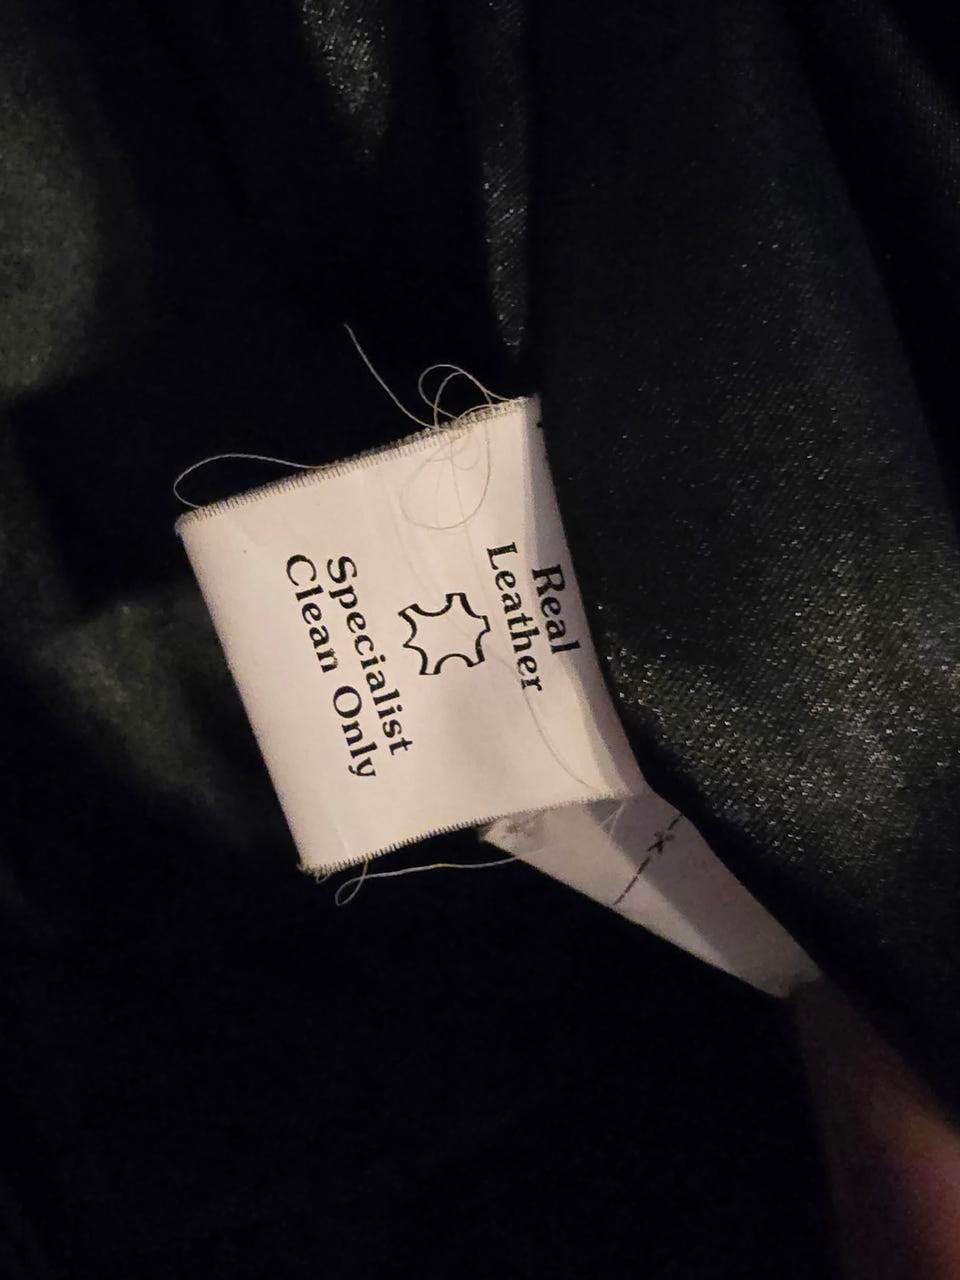 Real
Leather
Specialist
Clean Only